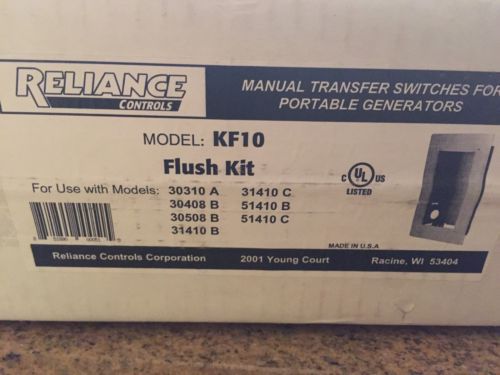 RELIANCE
CONTROLS
MANUAL TRANSFER SWITCHES FOR
PORTABLE GENERATORS
MODEL: KF10
Flush Kit
For Use with Models: 30310 A 31410 C
30408 B 51410 B
30508 B 51410 C
31410 B
C UL US
LISTED
MADE IN U.S.A
Reliance Controls Corporation 2001 Young Court Racine, WI 53404